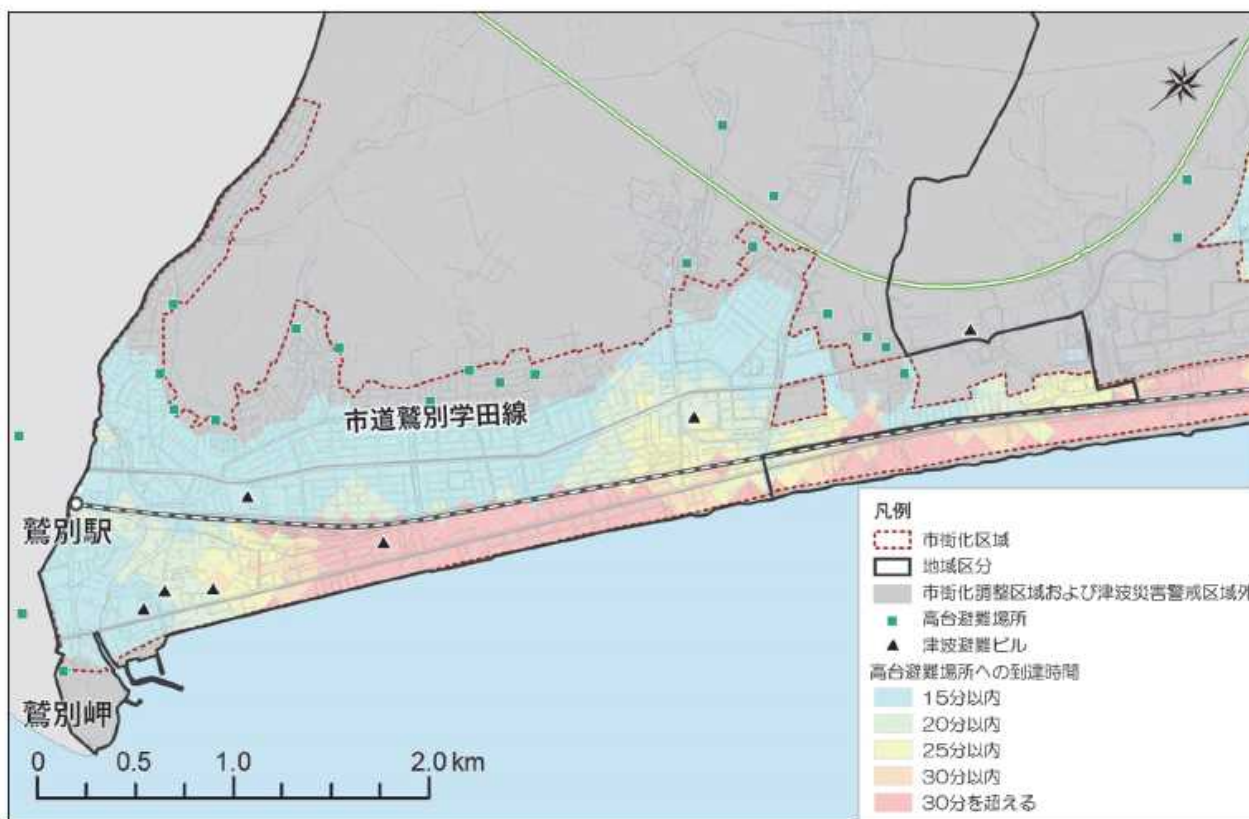 市道鷲別学田線
鷲別駅
鷲別岬
0 0.5 1.0 2.0 km
凡例
市街化区域
地域区分
市街化調整区域および津波災害警戒区域外
高台避難場所
津波避難ビル
高台避難場所への到達時間
15分以内
20分以内
25分以内
30分以内
30分を超える